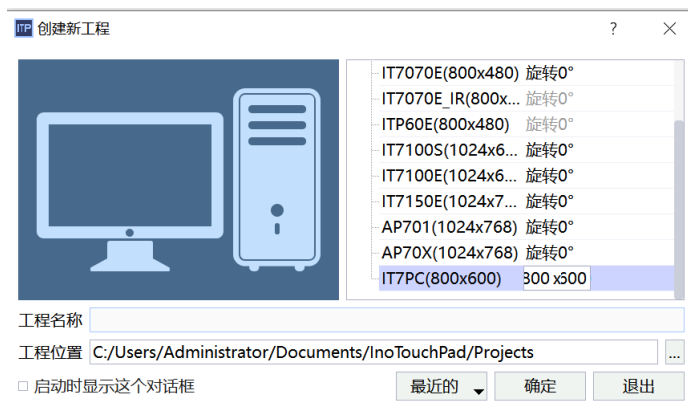 ITP 创建新工程 ?
IT7070E(800x480) 旋转0°
IT7070E_IR(800x... 旋转0°
ITP60E(800x480) 旋转0°
IT7100S(1024x6... 旋转0°
IT7100E(1024x6... 旋转0°
IT7150E(1024x7... 旋转0°
AP701(1024x768) 旋转0°
AP70X(1024x768) 旋转0°
IT7PC(800x600) 800 x600
工程名称
工程位置 C:/Users/Administrator/Documents/InoTouchPad/Projects ...
启动时显示这个对话框 最近的 确定 退出